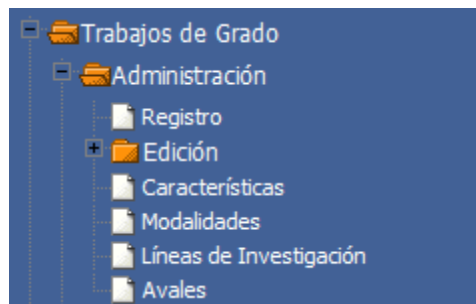 Trabajos de Grado
Administración
Registro
Edición
Características
Modalidades
Líneas de Investigación
Avales